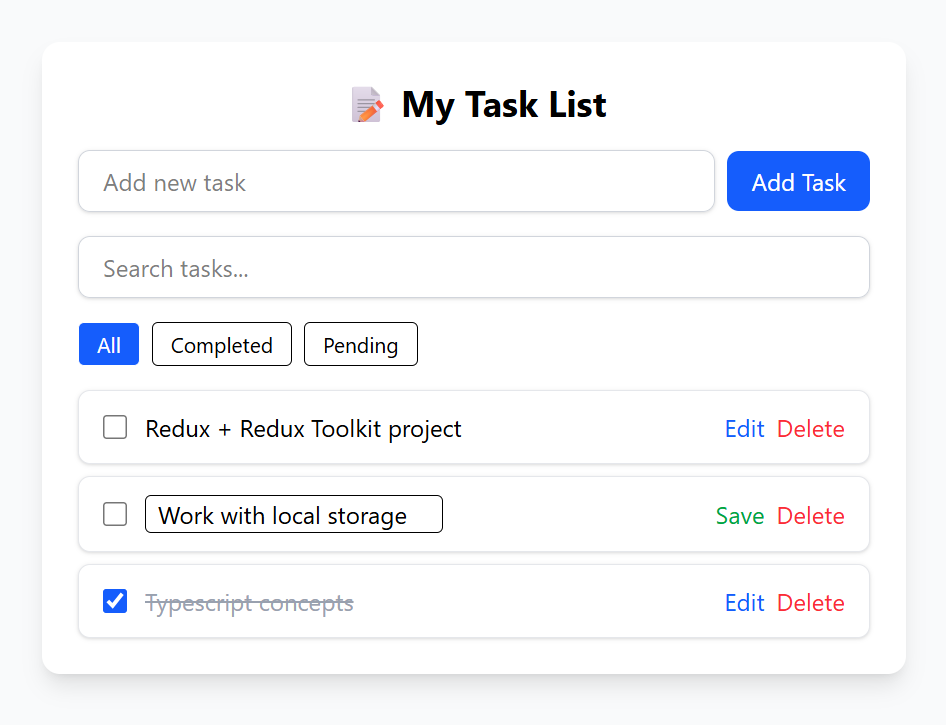 📝 My Task List
Add new task
Add Task
Search tasks...
All Completed Pending
Redux + Redux Toolkit project Edit Delete
Work with local storage Save Delete
Typescript concepts Edit Delete